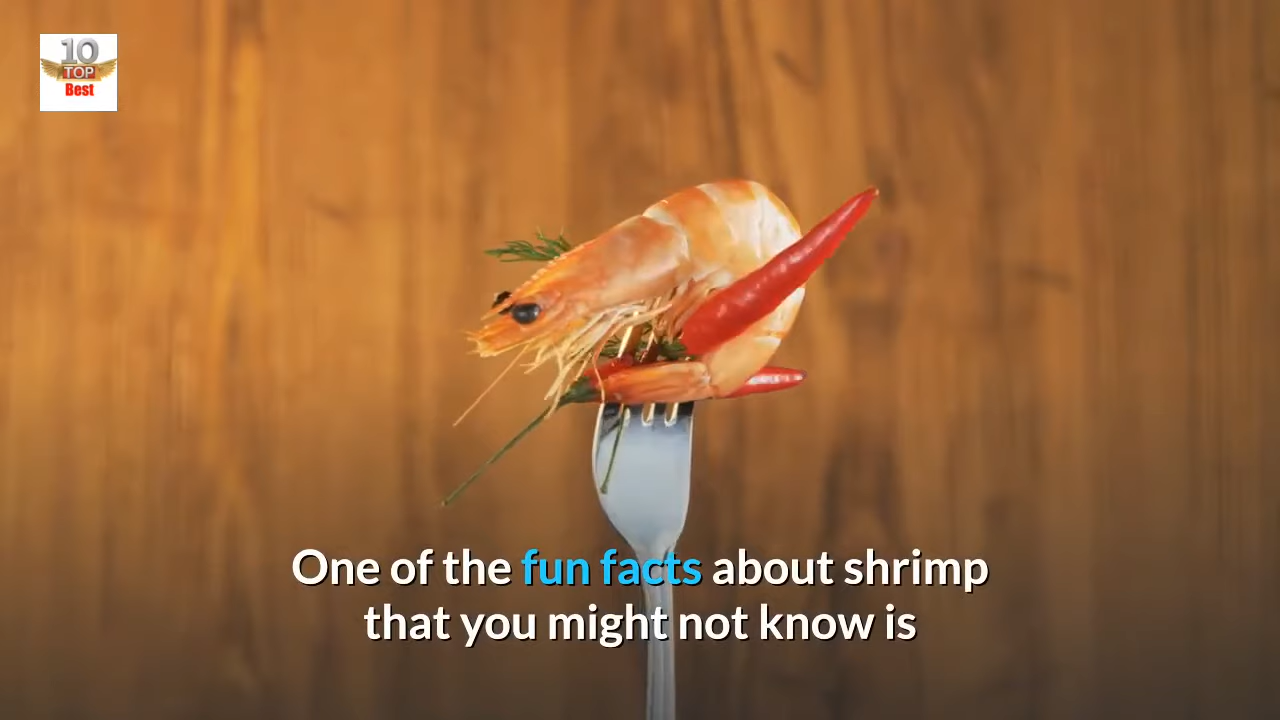 10
TOP
Best
One of the fun facts about shrimp
that you might not know is